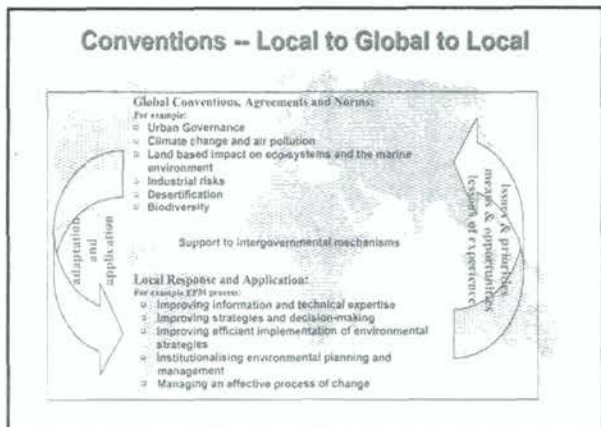 Conventions -- Local to Global to Local
Global Conventions, Agreements and Norms:
For example:
Urban Governance
Climate change and air pollution
Land based impact on ecosystems and the marine
environment
Industrial risks
Desertification
Biodiversity
adaptation
and
application
Support to intergovernmental mechanisms
Issues & priorities
means & opportunities
lessons of experience
Local Response and Application:
For example EPM process:
Improving information and technical expertise
Improving strategies and decision-making
Improving efficient implementation of environmental
strategies
Institutionalising environmental planning and
management
Managing an effective process of change